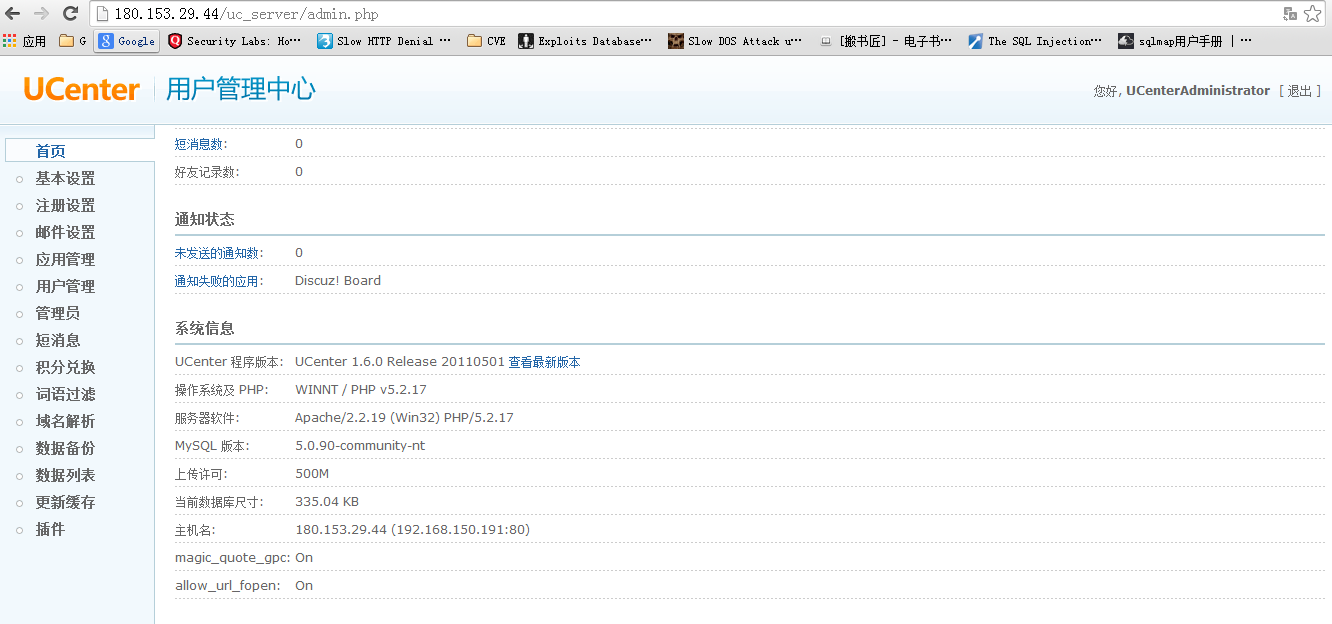 180.153.29.44/uc_server/admin.php
应用 G Google Security Labs: Ho··· Slow HTTP Denial ··· CVE Exploits Database··· Slow DOS Attack u··· [搬书匠] - 电子书··· The SQL Injection··· sqlmap用户手册 | ···
UCenter 用户管理中心 您好, UCenterAdministrator [ 退出 ]
首页
基本设置
注册设置
邮件设置
应用管理
用户管理
管理员
短消息
积分兑换
词语过滤
域名解析
数据备份
数据列表
更新缓存
插件
短消息数: 0
好友记录数: 0
通知状态
未发送的通知数: 0
通知失败的应用: Discuz! Board
系统信息
UCenter 程序版本: UCenter 1.6.0 Release 20110501 查看最新版本
操作系统及 PHP: WINNT / PHP v5.2.17
服务器软件: Apache/2.2.19 (Win32) PHP/5.2.17
MySQL 版本: 5.0.90-community-nt
上传许可: 500M
当前数据库尺寸: 335.04 KB
主机名: 180.153.29.44 (192.168.150.191:80)
magic_quote_gpc: On
allow_url_fopen: On